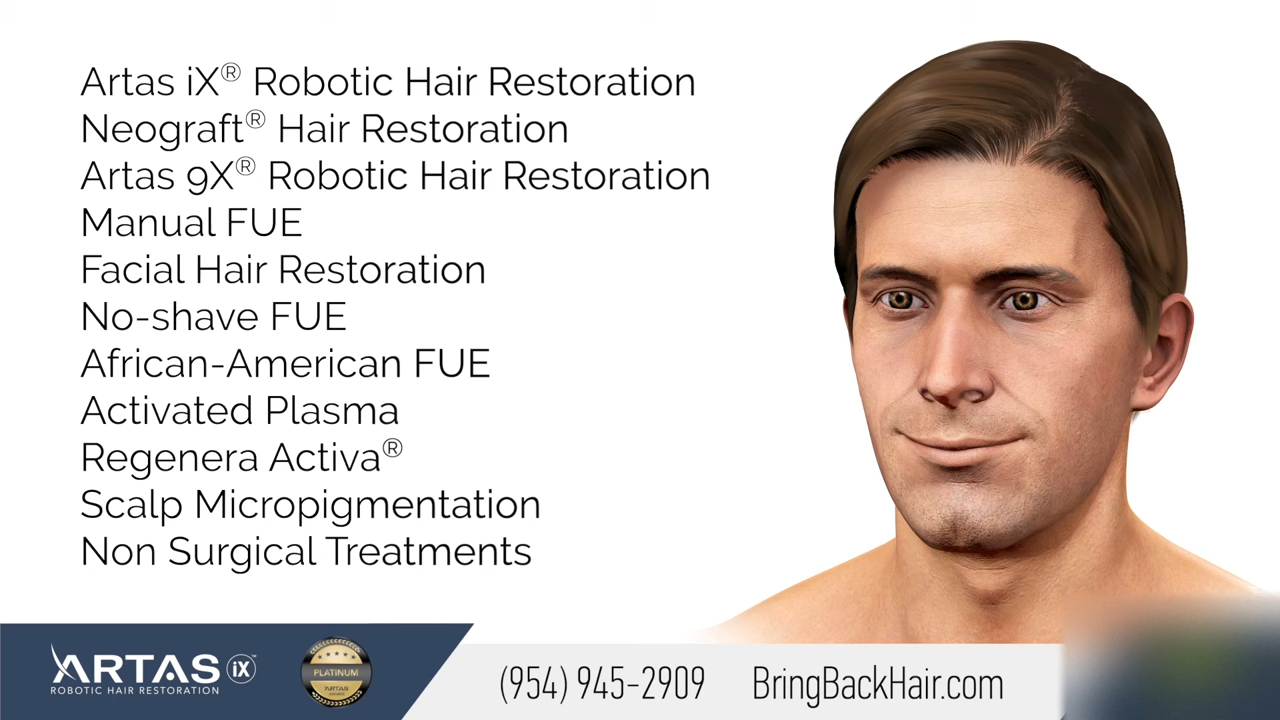 Artas iX® Robotic Hair Restoration
Neograft® Hair Restoration
Artas 9X® Robotic Hair Restoration
Manual FUE
Facial Hair Restoration
No-shave FUE
African-American FUE
Activated Plasma
Regenera Activa®
Scalp Micropigmentation
Non Surgical Treatments
ARTAS iX™
ROBOTIC HAIR RESTORATION
PLATINUM
ARTAS
(954) 945-2909
BringBackHair.com